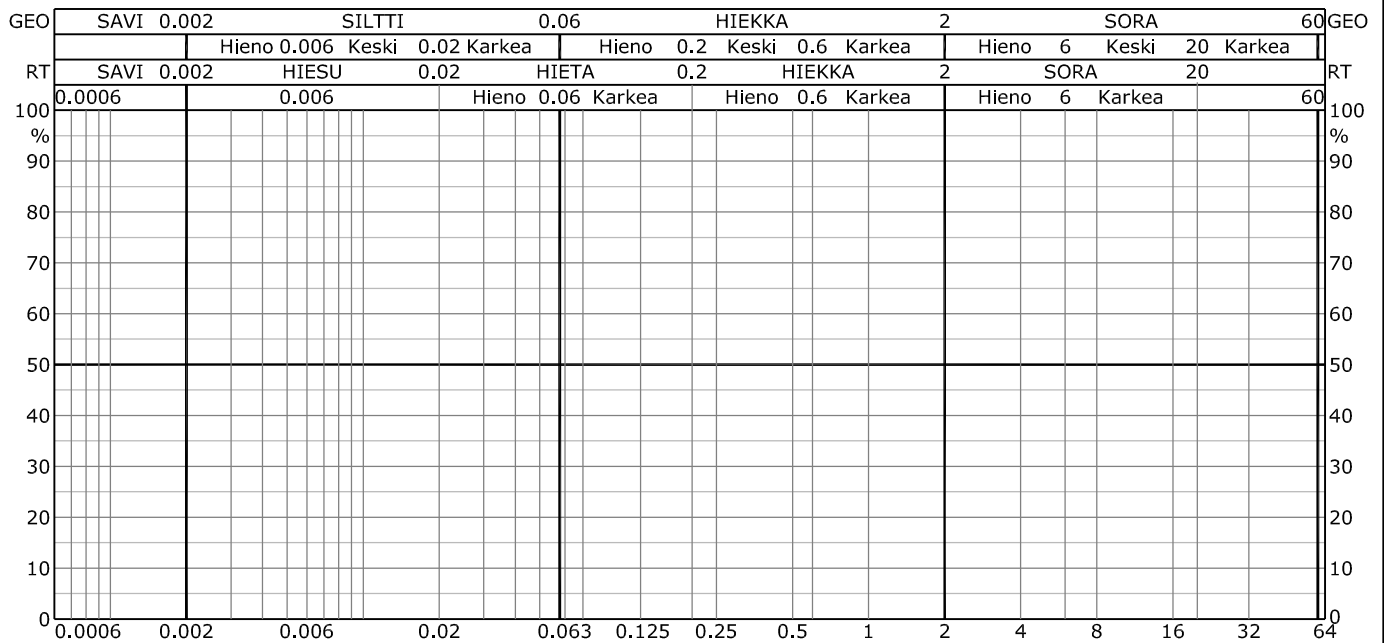 GEO SAVI 0.002 SILTTI 0.06 HIEKKA 2 SORA 60 GEO
Hieno 0.006 Keski 0.02 Karkea Hieno 0.2 Keski 0.6 Karkea Hieno 6 Keski 20 Karkea
RT SAVI 0.002 HIESU 0.02 HIETA 0.2 HIEKKA 2 SORA 20 RT
0.0006 0.006 Hieno 0.06 Karkea Hieno 0.6 Karkea Hieno 6 Karkea 60
100 100
% %
90 90
80 80
70 70
60 60
50 50
40 40
30 30
20 20
10 10
0 0
0.0006 0.002 0.006 0.02 0.063 0.125 0.25 0.5 1 2 4 8 16 32 64